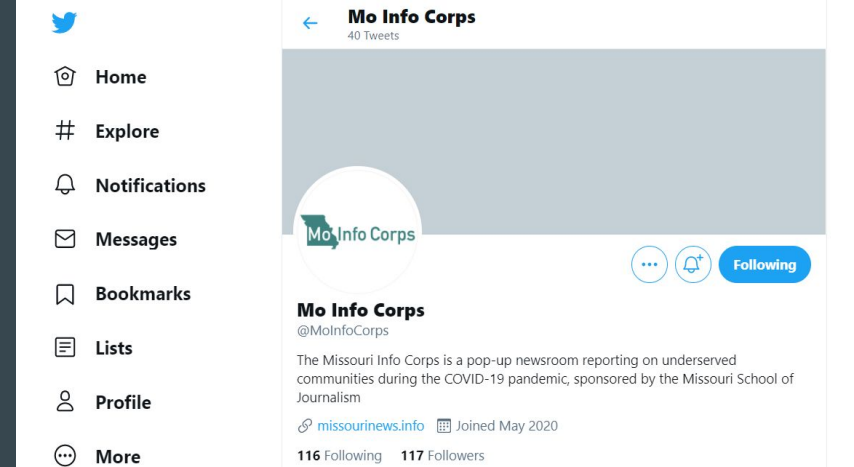 Mo Info Corps
40 Tweets
Home
Explore
Notifications
Messages
Bookmarks
Lists
Profile
More
Mo Info Corps
Following
Mo Info Corps
@MoInfoCorps
The Missouri Info Corps is a pop-up newsroom reporting on underserved
communities during the COVID-19 pandemic, sponsored by the Missouri School of
Journalism
missourinews.info Joined May 2020
116 Following 117 Followers